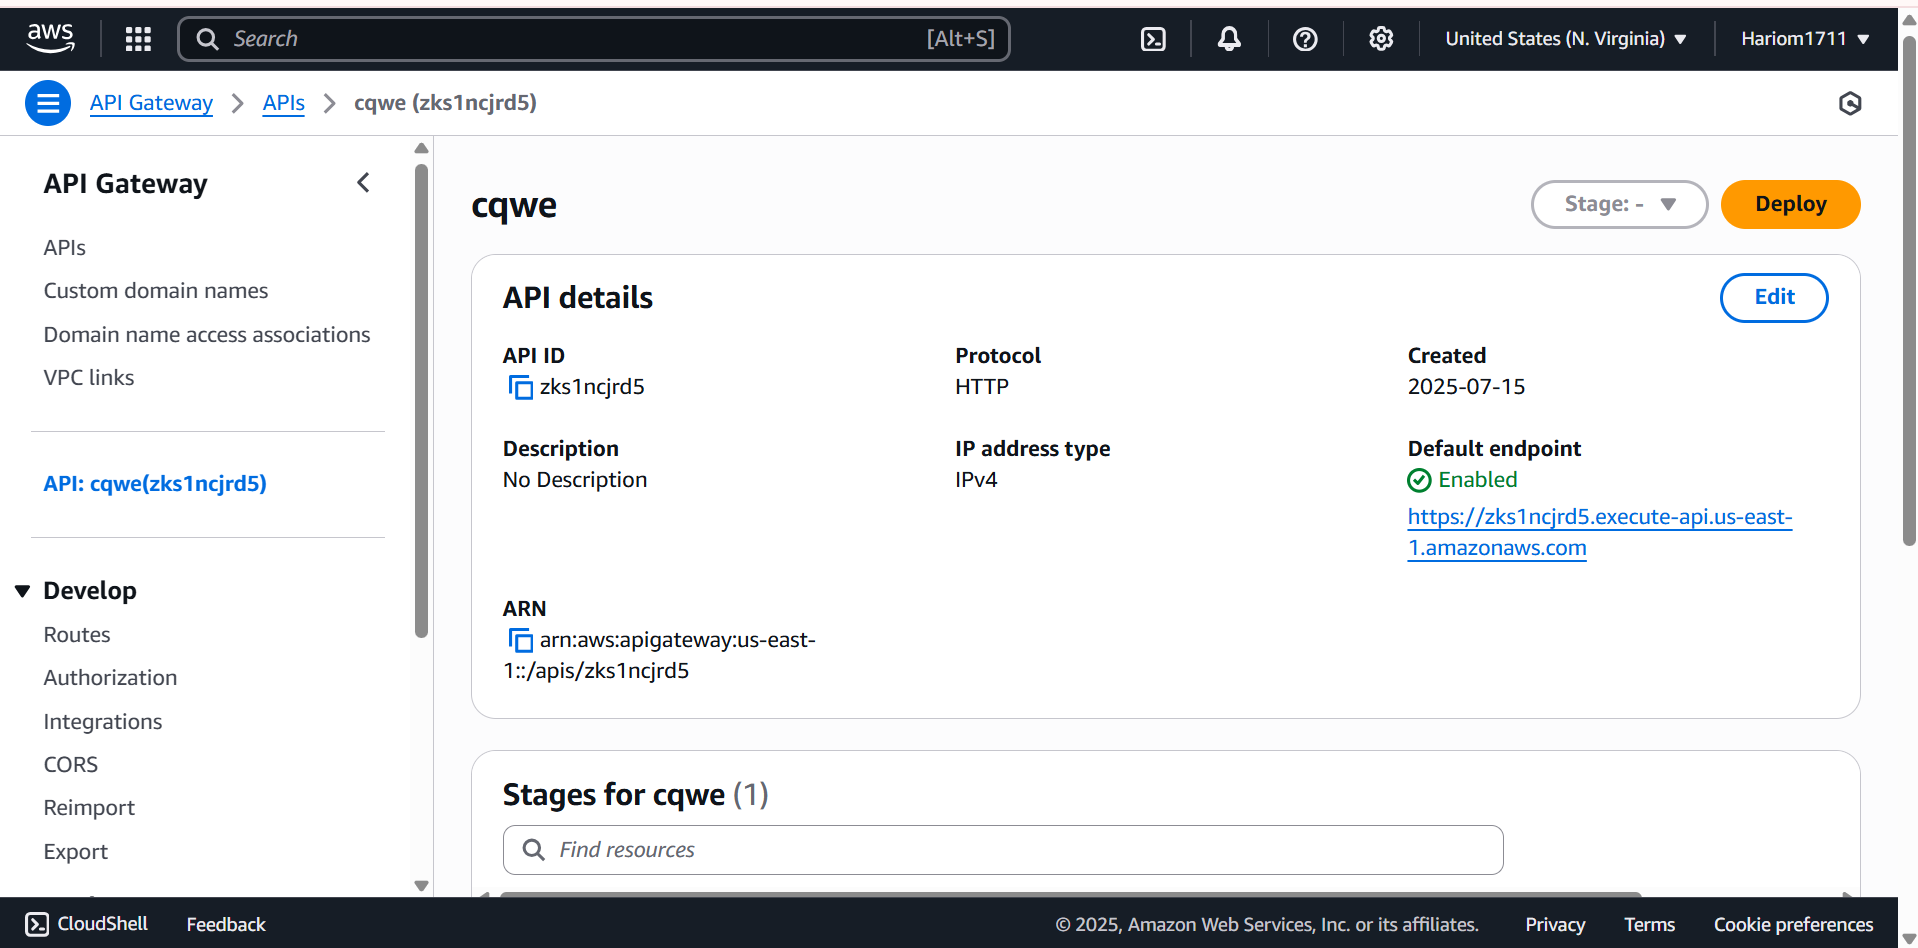 aws
Search [Alt+S]
United States (N. Virginia)
Hariom1711
API Gateway > APIs > cqwe (zks1ncjrd5)
API Gateway
APIs
Custom domain names
Domain name access associations
VPC links
API: cqwe(zks1ncjrd5)
Develop
Routes
Authorization
Integrations
CORS
Reimport
Export
cqwe
Stage: -
Deploy
API details
Edit
API ID
zks1ncjrd5
Protocol
HTTP
Created
2025-07-15
Description
No Description
IP address type
IPv4
Default endpoint
Enabled
https://zks1ncjrd5.execute-api.us-east-
1.amazonaws.com
ARN
arn:aws:apigateway:us-east-
1::/apis/zks1ncjrd5
Stages for cqwe (1)
Find resources
CloudShell
Feedback
© 2025, Amazon Web Services, Inc. or its affiliates.
Privacy
Terms
Cookie preferences